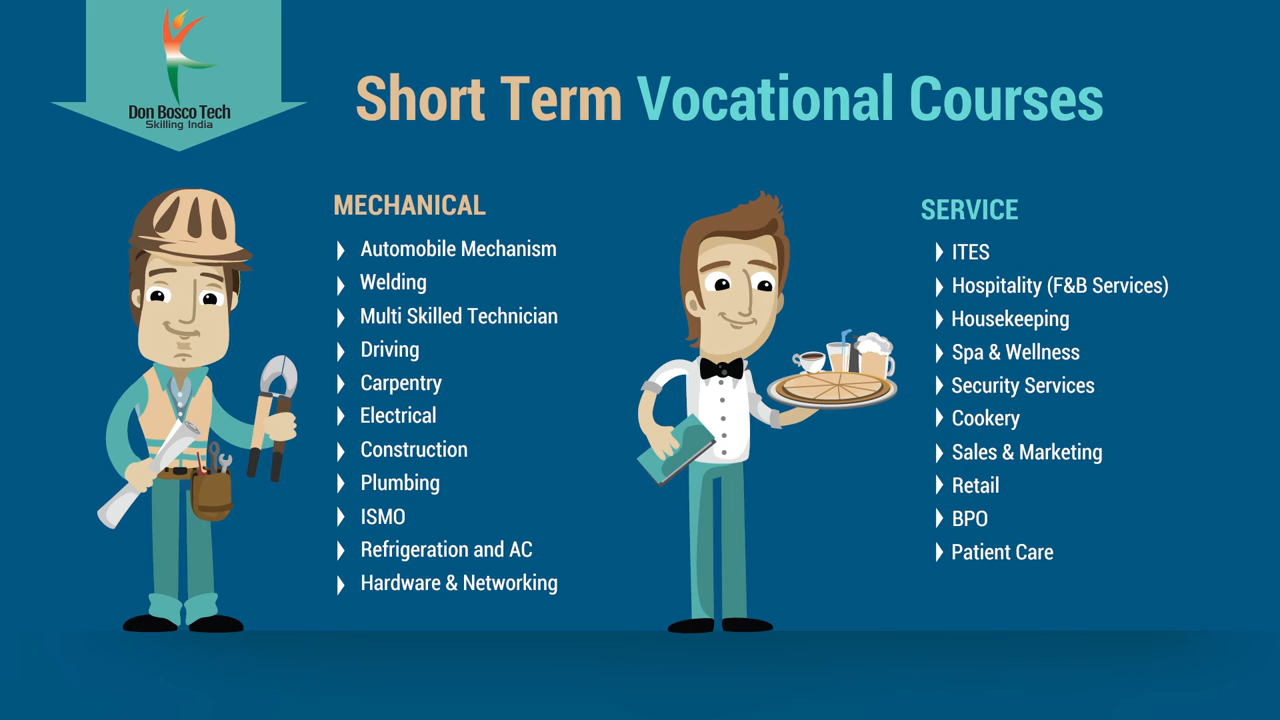 Don Bosco Tech
Skilling India
Short Term Vocational Courses
MECHANICAL
Automobile Mechanism
Welding
Multi Skilled Technician
Driving
Carpentry
Electrical
Construction
Plumbing
ISMO
Refrigeration and AC
Hardware & Networking
SERVICE
ITES
Hospitality (F&B Services)
Housekeeping
Spa & Wellness
Security Services
Cookery
Sales & Marketing
Retail
BPO
Patient Care